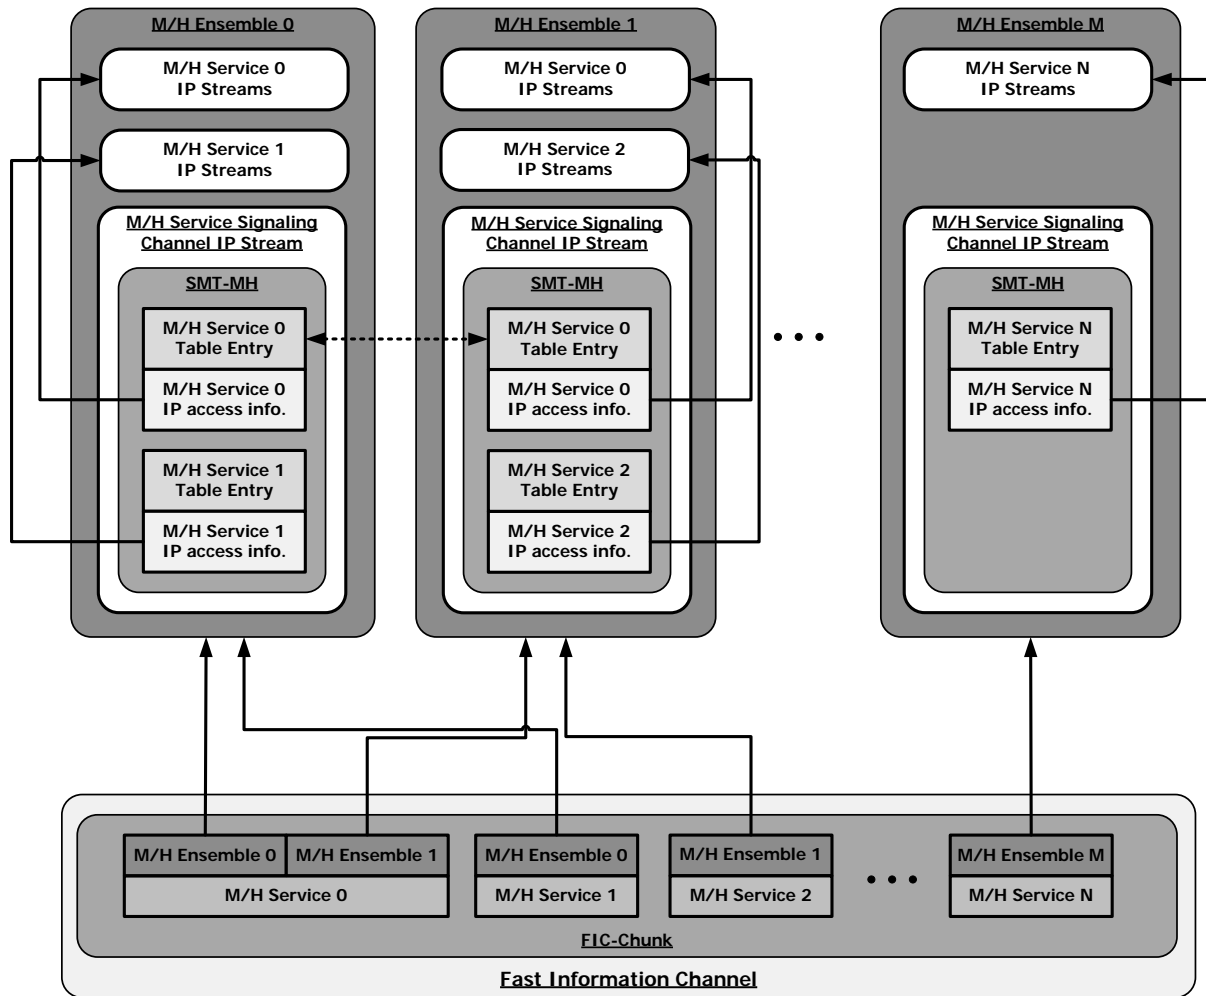 M/H Ensemble 0
M/H Service 0
IP Streams
M/H Service 1
IP Streams
M/H Service Signaling
Channel IP Stream
SMT-MH
M/H Service 0
Table Entry
M/H Service 0
IP access info.
M/H Service 1
Table Entry
M/H Service 1
IP access info.
M/H Ensemble 1
M/H Service 0
IP Streams
M/H Service 2
IP Streams
M/H Service Signaling
Channel IP Stream
SMT-MH
M/H Service 0
Table Entry
M/H Service 0
IP access info.
M/H Service 2
Table Entry
M/H Service 2
IP access info.
M/H Ensemble M
M/H Service N
IP Streams
M/H Service Signaling
Channel IP Stream
SMT-MH
M/H Service N
Table Entry
M/H Service N
IP access info.
M/H Ensemble 0
M/H Ensemble 1
M/H Service 0
M/H Ensemble 0
M/H Service 1
M/H Ensemble 1
M/H Service 2
M/H Ensemble M
M/H Service N
FIC-Chunk
Fast Information Channel